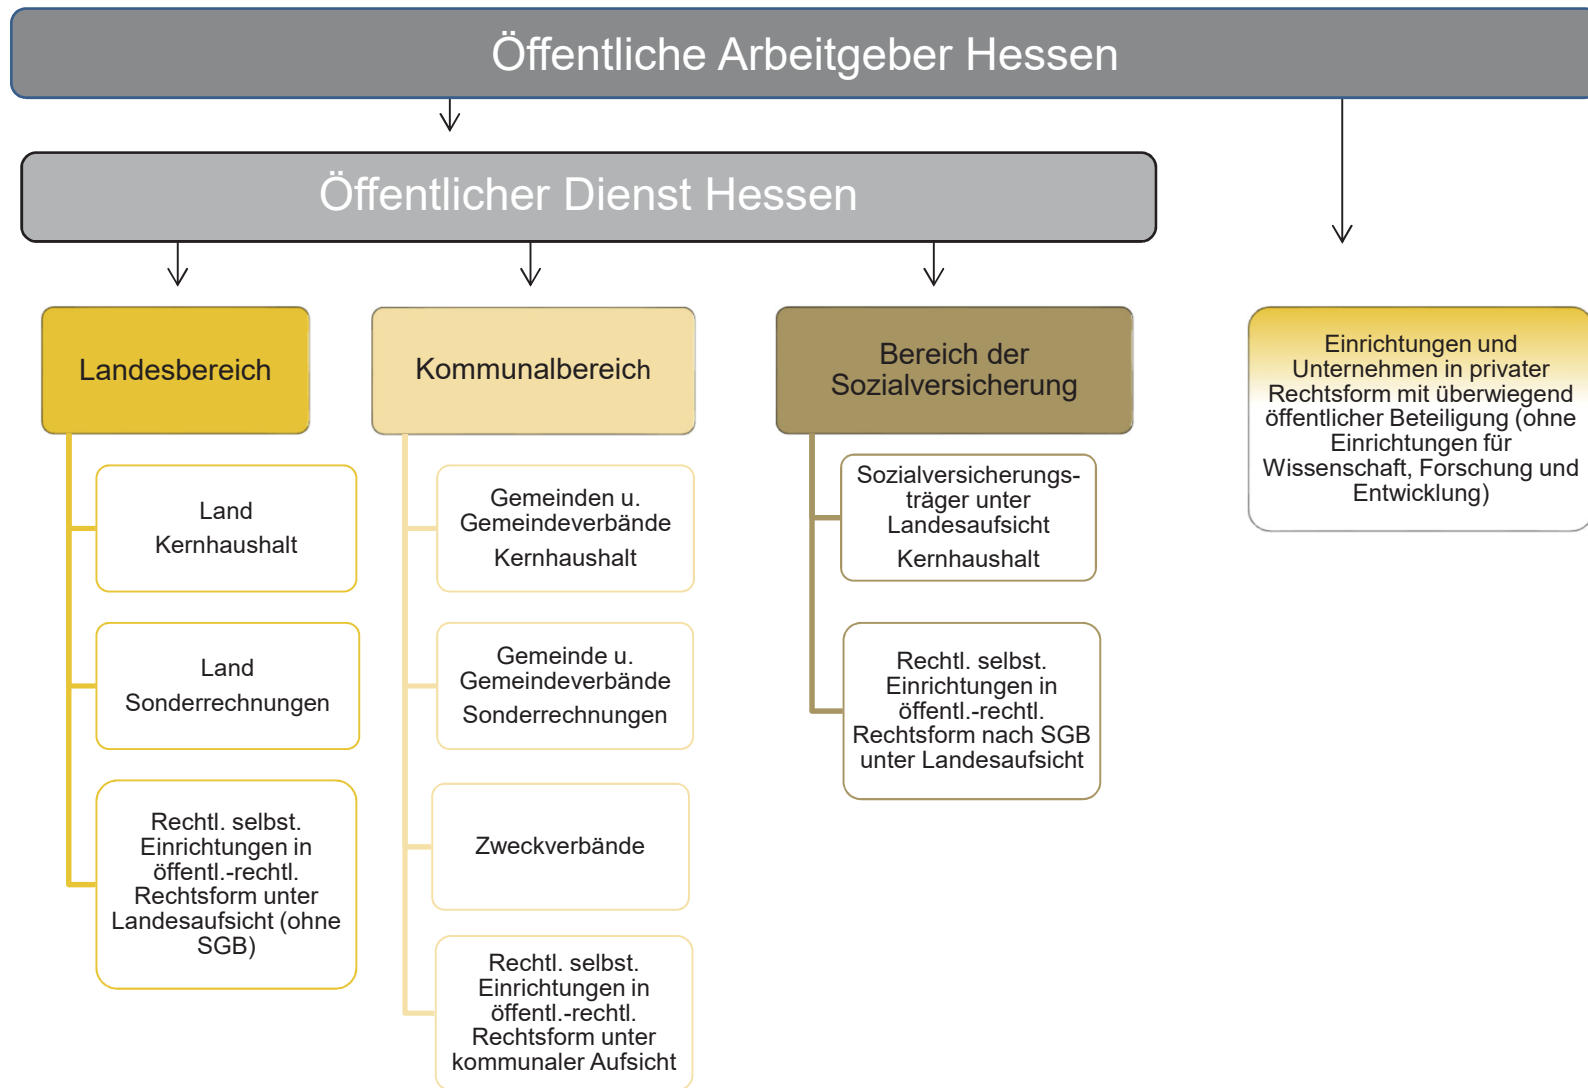 Öffentliche Arbeitgeber Hessen
Öffentlicher Dienst Hessen
Landesbereich
Land
Kernhaushalt
Land
Sonderrechnungen
Rechtl. selbst.
Einrichtungen in
öffentl.-rechtl.
Rechtsform unter
Landesaufsicht (ohne
SGB)
Kommunalbereich
Gemeinden u.
Gemeindeverbände
Kernhaushalt
Gemeinde u.
Gemeindeverbände
Sonderrechnungen
Zweckverbände
Rechtl. selbst.
Einrichtungen in
öffentl.-rechtl.
Rechtsform unter
kommunaler Aufsicht
Bereich der
Sozialversicherung
Sozialversicherungs-
träger unter
Landesaufsicht
Kernhaushalt
Rechtl. selbst.
Einrichtungen in
öffentl.-rechtl.
Rechtsform nach SGB
unter Landesaufsicht
Einrichtungen und
Unternehmen in privater
Rechtsform mit überwiegend
öffentlicher Beteiligung (ohne
Einrichtungen für
Wissenschaft, Forschung und
Entwicklung)